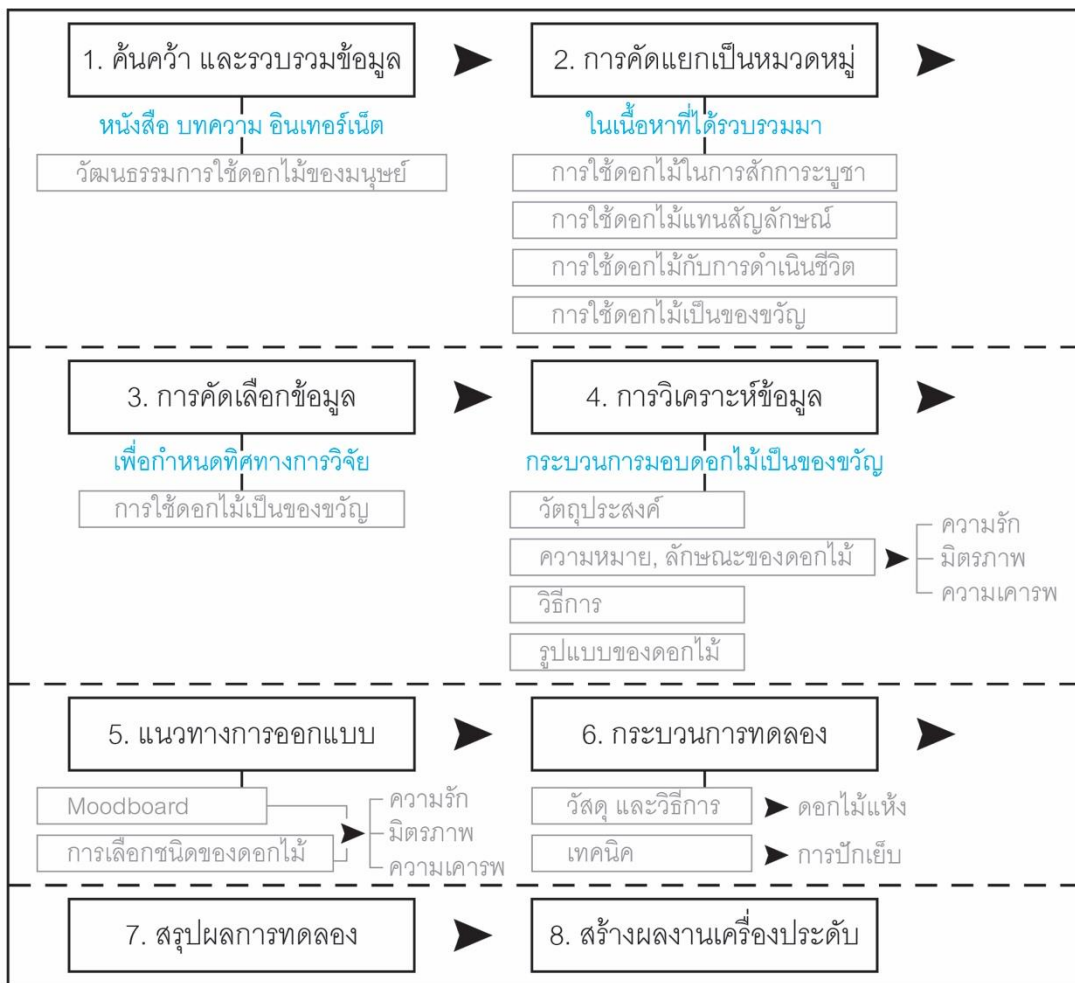 1. ค้นคว้า และรวบรวมข้อมูล
หนังสือ บทความ อินเทอร์เน็ต
วัฒนธรรมการใช้ดอกไม้ของมนุษย์
2. การคัดแยกเป็นหมวดหมู่
ในเนื้อหาที่ได้รวบรวมมา
การใช้ดอกไม้ในการสักการะบูชา
การใช้ดอกไม้แทนสัญลักษณ์
การใช้ดอกไม้กับการดำเนินชีวิต
การใช้ดอกไม้เป็นของขวัญ
3. การคัดเลือกข้อมูล
เพื่อกำหนดทิศทางการวิจัย
การใช้ดอกไม้เป็นของขวัญ
4. การวิเคราะห์ข้อมูล
กระบวนการมอบดอกไม้เป็นของขวัญ
วัตถุประสงค์
ความหมาย, ลักษณะของดอกไม้
ความรัก
มิตรภาพ
ความเคารพ
วิธีการ
รูปแบบของดอกไม้
5. แนวทางการออกแบบ
Moodboard
การเลือกชนิดของดอกไม้
ความรัก
มิตรภาพ
ความเคารพ
6. กระบวนการทดลอง
วัสดุ และวิธีการ
ดอกไม้แห้ง
เทคนิค
การปักเย็บ
7. สรุปผลการทดลอง
8. สร้างผลงานเครื่องประดับ